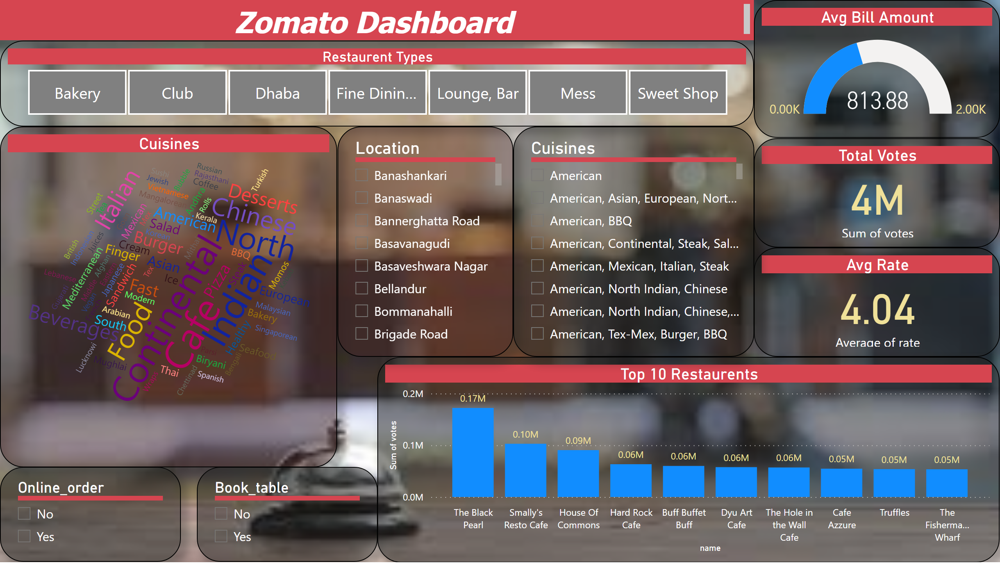 Zomato Dashboard
Restaurent Types
Bakery
Club
Dhaba
Fine Dinin...
Lounge, Bar
Mess
Sweet Shop
Avg Bill Amount
813.88
0.00K
2.00K
Cuisines
Russian
Sushi
Rajasthani
Turkish
Jewish
Bubble
Coffee
Vietnamese
Desserts
Italian
Mangalorean
Andhra
Street
Tea
Rolls
Chinese
Mexican
Mex
American
Kerala
Goan
Salad
Korean
North
Indonesian
Juices
Burger
British
Cream
Mithai
Finger
BBQ
Mediterranean
Afghan
Asian
Continental
Steak
Momos
Lebanese
Eastern
Japanese
Sandwich
Tex
Ice
Pizza
Indian
Gujarati
Middle
Fast
European
Vegan
Modern
French
Arabian
Malaysian
Beverages
South
Food
Cafe
Bakery
Healthy
Singaporean
Lucknowi
Parsi
Seafood
Mughlai
Biryani
Bengali
Thai
Wraps
Chettinad
Spanish
Location
Banashankari
Banaswadi
Bannerghatta Road
Basavanagudi
Basaveshwara Nagar
Bellandur
Bommanahalli
Brigade Road
Cuisines
American
American, Asian, European, Nort...
American, BBQ
American, Continental, Steak, Sal...
American, Mexican, Italian, Steak
American, North Indian, Chinese
American, North Indian, Chinese,...
American, Tex-Mex, Burger, BBQ
Total Votes
4M
Sum of votes
Avg Rate
4.04
Average of rate
Online_order
No
Yes
Book_table
No
Yes
Top 10 Restaurents
Sum of votes
0.2M
0.1M
0.0M
0.17M
0.10M
0.09M
0.06M
0.06M
0.06M
0.06M
0.05M
0.05M
0.05M
The Black
Pearl
Smally's
Resto Cafe
House Of
Commons
Hard Rock
Cafe
Buff Buffet
Buff
Dyu Art
Cafe
The Hole in
the Wall
Cafe
Cafe
Azzure
Truffles
The
Fisherma...
Wharf
name